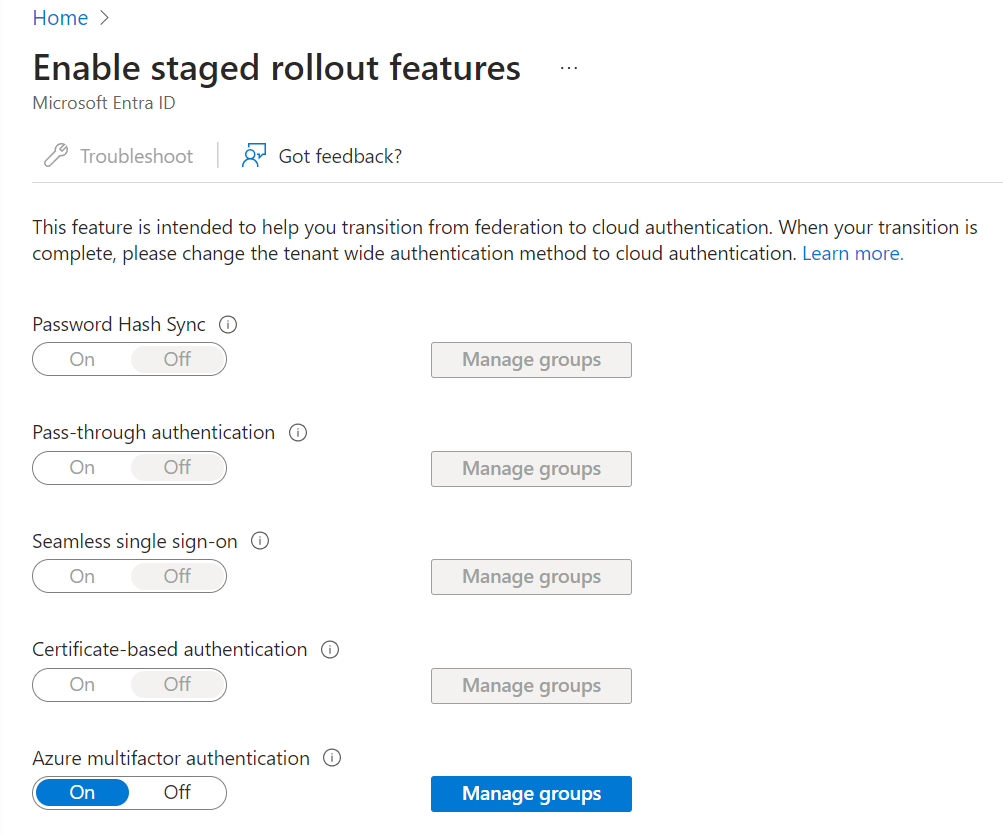 Home
Enable staged rollout features ...
Microsoft Entra ID
Troubleshoot Got feedback?
This feature is intended to help you transition from federation to cloud authentication. When your transition is
complete, please change the tenant wide authentication method to cloud authentication. Learn more.
Password Hash Sync
On Off Manage groups
Pass-through authentication
On Off Manage groups
Seamless single sign-on
On Off Manage groups
Certificate-based authentication
On Off Manage groups
Azure multifactor authentication
On Off Manage groups